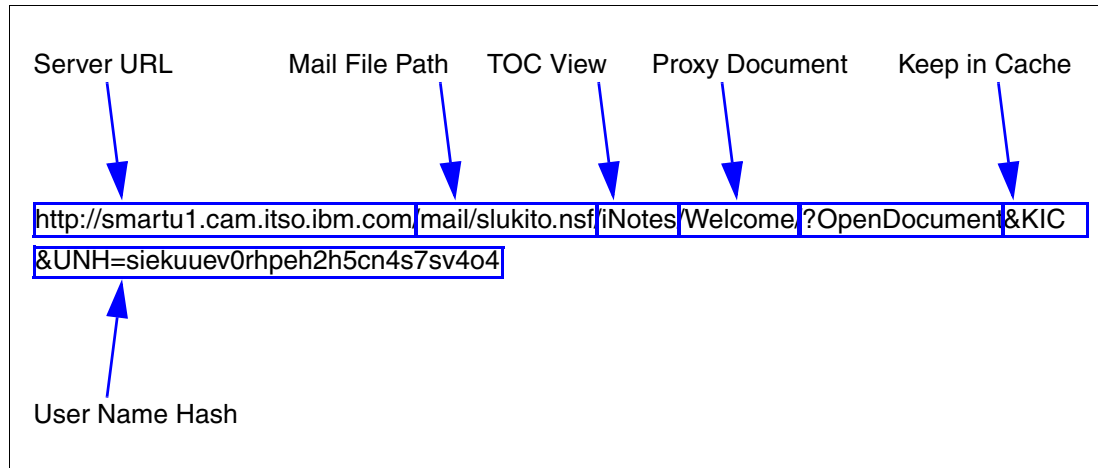 Server URL Mail File Path TOC View Proxy Document Keep in Cache
http://smartu1.cam.itso.ibm.com/mail/slukito.nsf/iNotes/Welcome/?OpenDocument&KIC
&UNH=siekuuev0rhpeh2h5cn4s7sv4o4
User Name Hash